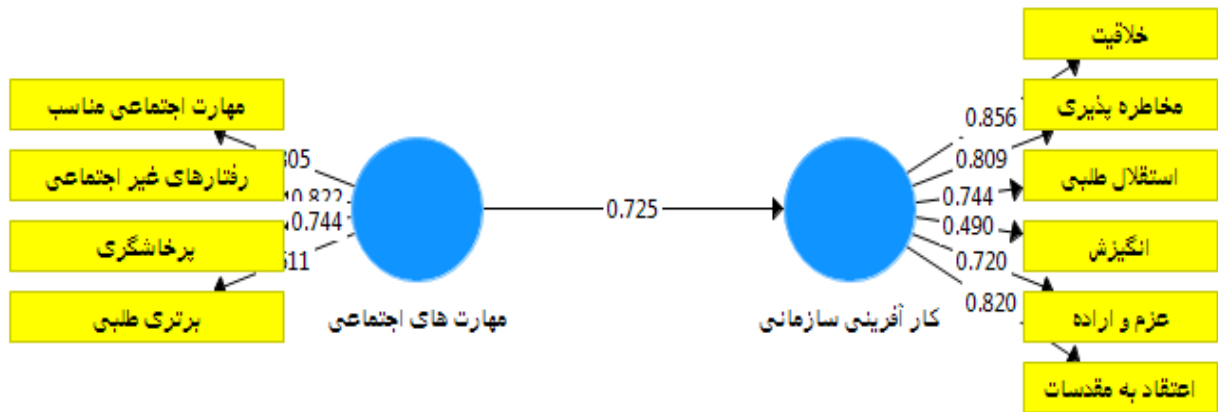 خلاقیت
مهارت اجتماعی مناسب
مخاطره پذیری
0.856
805
0.809
رفتارهای غیر اجتماعی
استقلال طلبی
0.822
0.744
0.725
0.744
0.490
پرخاشگری
انگیزش
0.720
611
0.820
برتری طلبی
مهارت های اجتماعی
کار آفرینی سازمانی
عزم و اراده
اعتقاد به مقدسات